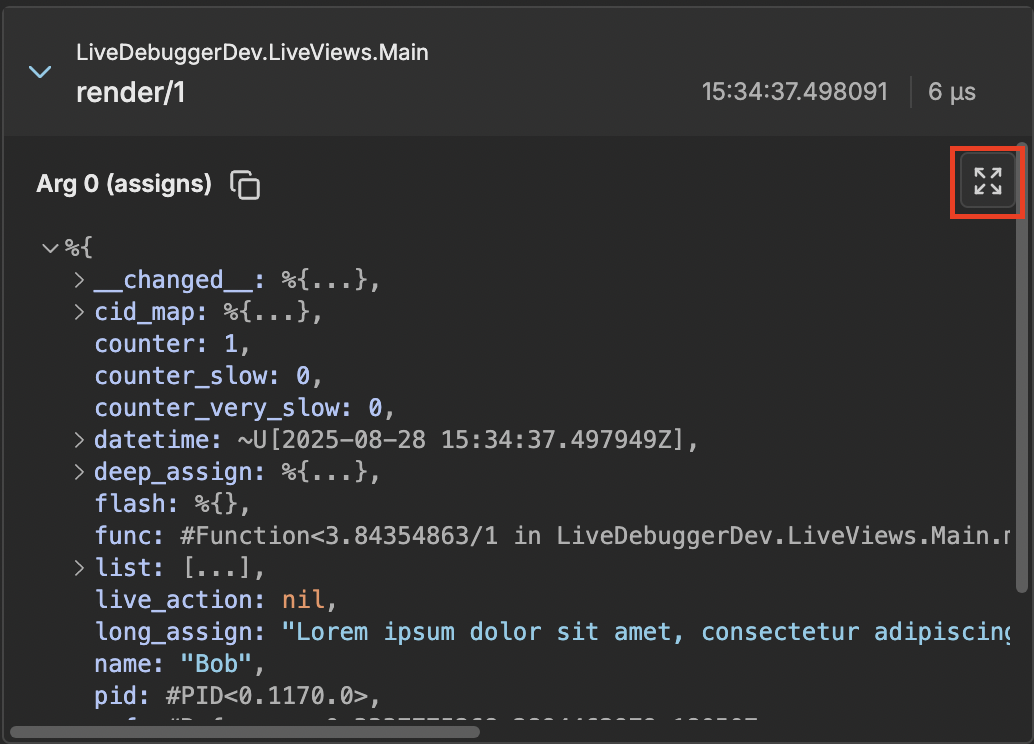 LiveDebuggerDev.LiveViews.Main
render/1
15:34:37.498091
6 µs
Arg 0 (assigns)
%{
__changed__: %{...},
cid_map: %{...},
counter: 1,
counter_slow: 0,
counter_very_slow: 0,
datetime: ~U[2025-08-28 15:34:37.497949Z],
deep_assign: %{...},
flash: %{},
func: #Function<3.84354863/1 in LiveDebuggerDev.LiveViews.Main.
list: [...],
live_action: nil,
long_assign: "Lorem ipsum dolor sit amet, consectetur adipiscing
name: "Bob",
pid: #PID<0.1170.0>,